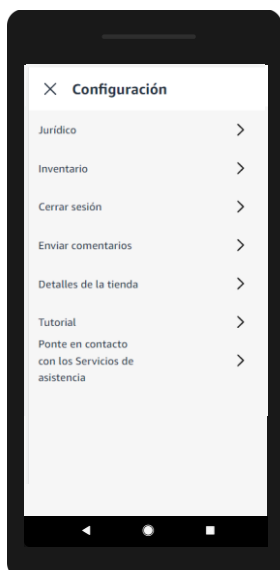 Configuración
Jurídico
Inventario
Cerrar sesión
Enviar comentarios
Detalles de la tienda
Tutorial
Ponte en contacto
con los Servicios de
asistencia